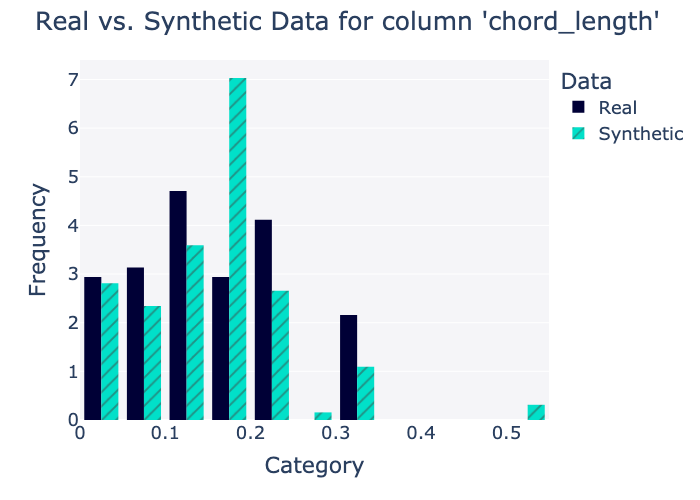 Real vs. Synthetic Data for column 'chord_length'
Data
Real
Synthetic
Frequency
7
6
5
4
3
2
1
0
0
0.1
0.2
0.3
0.4
0.5
Category